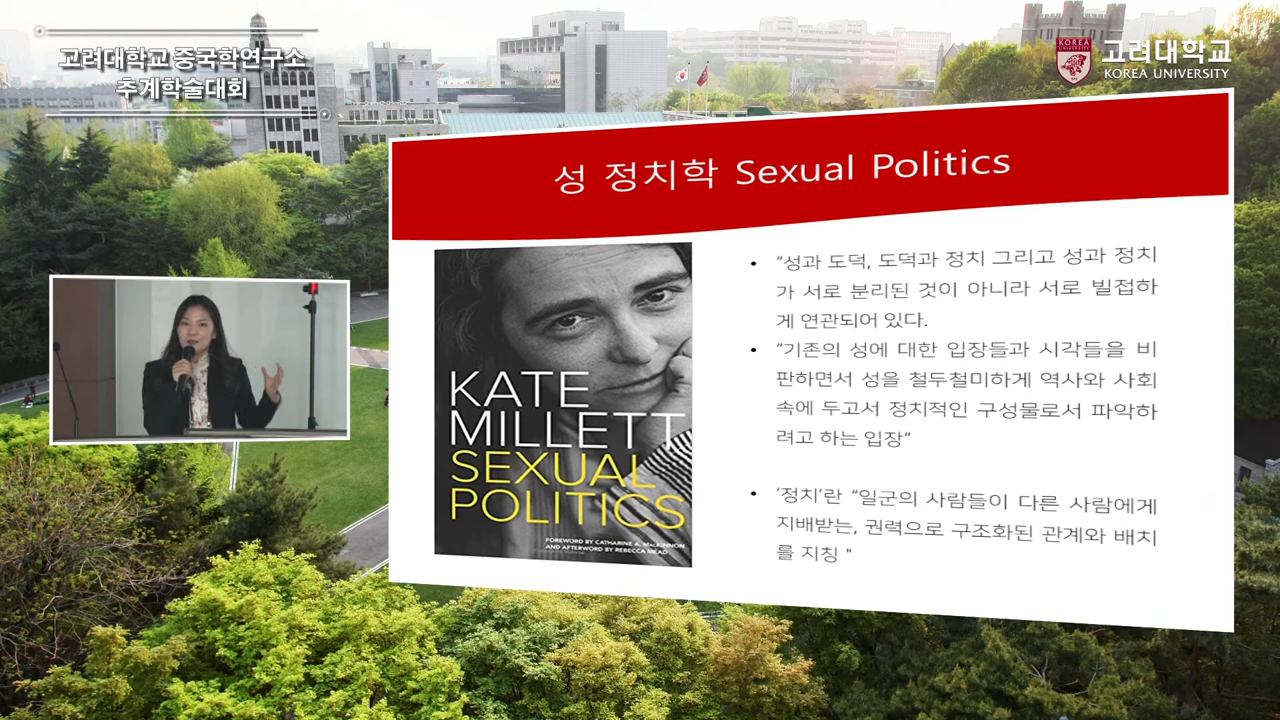 고려대학교 중국학연구소
추계학술대회
KOREA
고려대학교
KOREA UNIVERSITY
성 정치학 Sexual Politics
KATE
MILLETT
SEXUAL
POLITICS
FOREWORD BY CATHARINE A. MacKINNON
AND AFTERWORD BY REBECCA MEAD
• “성과 도덕, 도덕과 정치 그리고 성과 정치
가 서로 분리된 것이 아니라 서로 빌접하
게 연관되어 있다.
• “기존의 성에 대한 입장들과 시각들을 비
판하면서 성을 철두철미하게 역사와 사회
속에 두고서 정치적인 구성물로서 파악하
려고 하는 입장“
• ‘정치’란 “일군의 사람들이 다른 사람에게
지배받는, 권력으로 구조화된 관계와 배치
를 지칭 "